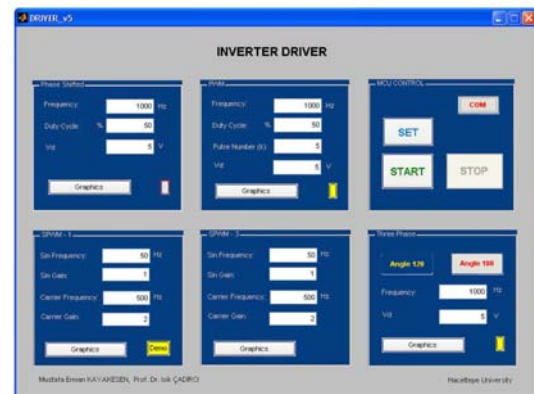 DRIVER_v5
INVERTER DRIVER
Phase Shifted
Frequency: 1000 Hz
Duty Cycle: % 50
Vd: 5 V
Graphics
PWM
Frequency: 1000 Hz
Duty Cycle: % 50
Pulse Number (k): 5
Vd: 5 V
Graphics
MCU CONTROL
COM
SET
START STOP
SPWM - 1
Sin Frequency: 50 Hz
Sin Gain: 1
Carrier Frequency: 500 Hz
Carrier Gain: 2
Graphics Demo
SPWM - 3
Sin Frequency: 50 Hz
Sin Gain: 1
Carrier Frequency: 500 Hz
Carrier Gain: 2
Graphics
Three Phase
Angle 120 Angle 180
Frequency: 1000 Hz
Vd: 5 V
Graphics
Mustafa Emven KAYAKESEN, Prof. Dr. Isik ÇADIRCI
Hacettepe University